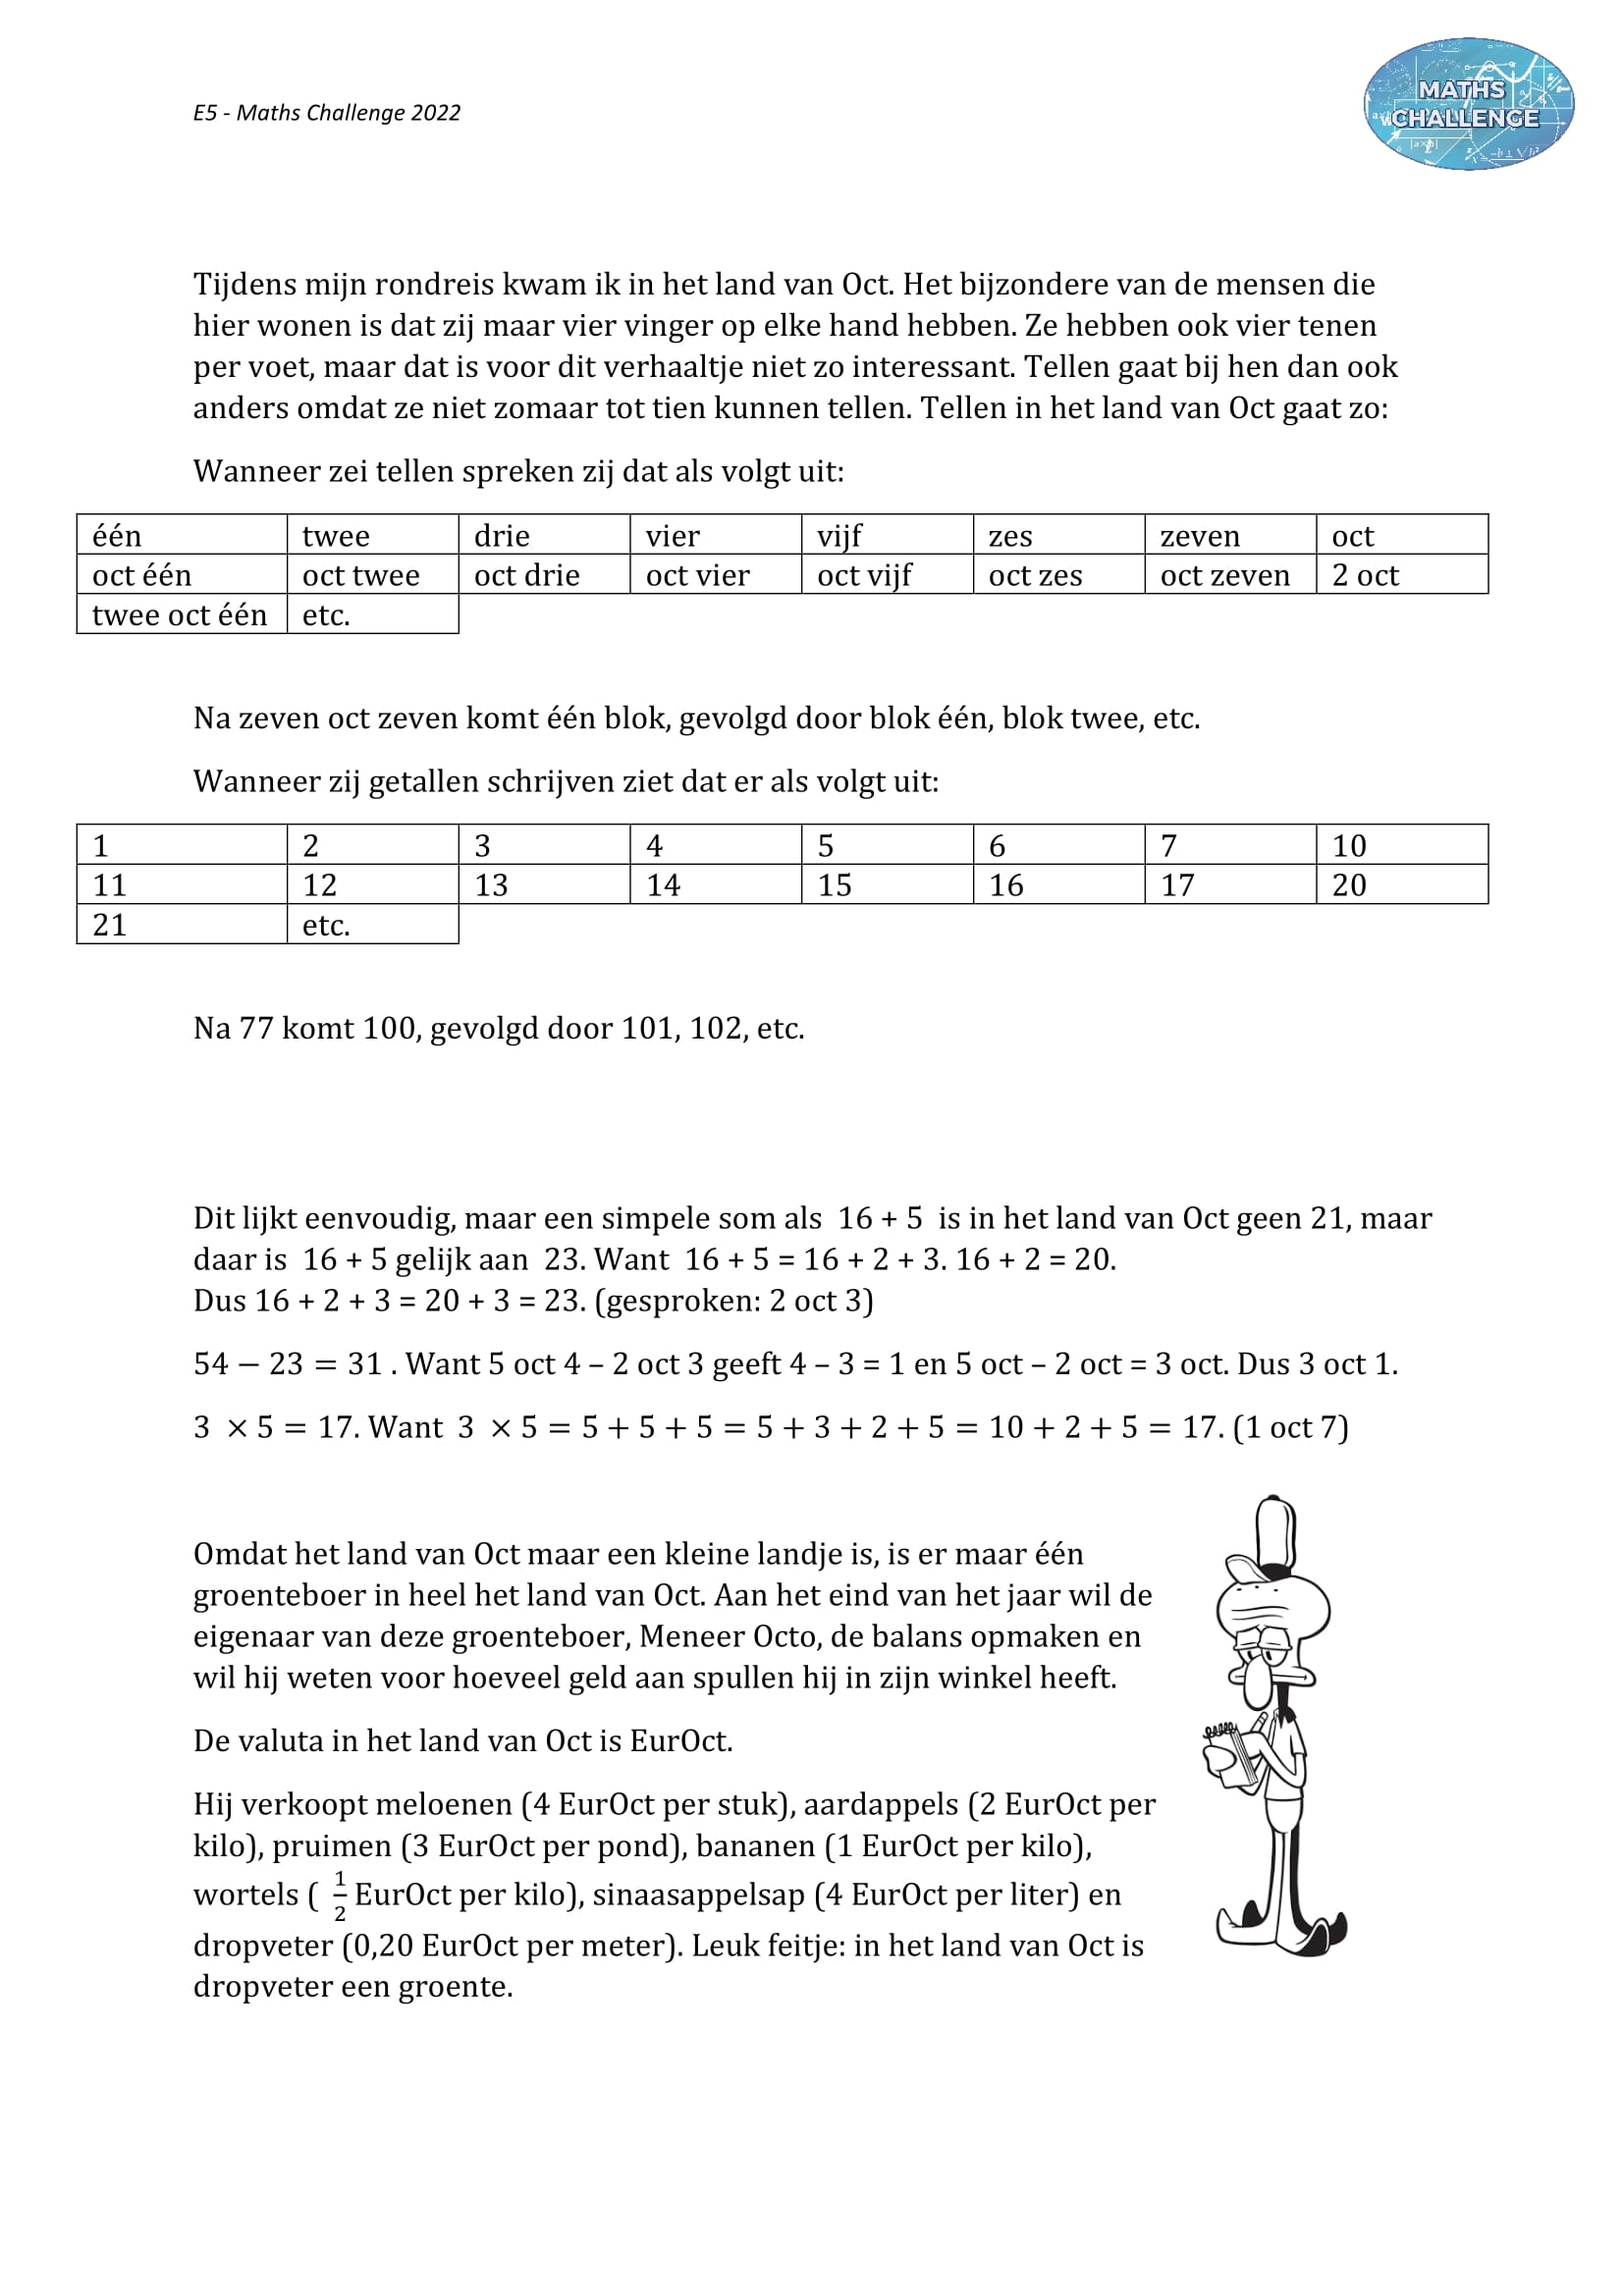 E5 - Maths Challenge 2022
MATHS
CHALLENGE
Tijdens mijn rondreis kwam ik in het land van Oct. Het bijzondere van de mensen die
hier wonen is dat zij maar vier vinger op elke hand hebben. Ze hebben ook vier tenen
per voet, maar dat is voor dit verhaaltje niet zo interessant. Tellen gaat bij hen dan ook
anders omdat ze niet zomaar tot tien kunnen tellen. Tellen in het land van Oct gaat zo:
Wanneer zei tellen spreken zij dat als volgt uit:
één twee drie vier vijf zes zeven oct
oct één oct twee oct drie oct vier oct vijf oct zes oct zeven 2 oct
twee oct één etc.
Na zeven oct zeven komt één blok, gevolgd door blok één, blok twee, etc.
Wanneer zij getallen schrijven ziet dat er als volgt uit:
1 2 3 4 5 6 7 10
11 12 13 14 15 16 17 20
21 etc.
Na 77 komt 100, gevolgd door 101, 102, etc.
Dit lijkt eenvoudig, maar een simpele som als 16 + 5 is in het land van Oct geen 21, maar
daar is 16 + 5 gelijk aan 23. Want 16 + 5 = 16 + 2 + 3. 16 + 2 = 20.
Dus 16 + 2 + 3 = 20 + 3 = 23. (gesproken: 2 oct 3)
54 − 23 = 31 . Want 5 oct 4 – 2 oct 3 geeft 4 – 3 = 1 en 5 oct – 2 oct = 3 oct. Dus 3 oct 1.
3 × 5 = 17. Want 3 × 5 = 5 + 5 + 5 = 5 + 3 + 2 + 5 = 10 + 2 + 5 = 17. (1 oct 7)
Omdat het land van Oct maar een kleine landje is, is er maar één
groenteboer in heel het land van Oct. Aan het eind van het jaar wil de
eigenaar van deze groenteboer, Meneer Octo, de balans opmaken en
wil hij weten voor hoeveel geld aan spullen hij in zijn winkel heeft.
De valuta in het land van Oct is EurOct.
Hij verkoopt meloenen (4 EurOct per stuk), aardappels (2 EurOct per
kilo), pruimen (3 EurOct per pond), bananen (1 EurOct per kilo),
wortels ( 1/2 EurOct per kilo), sinaasappelsap (4 EurOct per liter) en
dropveter (0,20 EurOct per meter). Leuk feitje: in het land van Oct is
dropveter een groente.